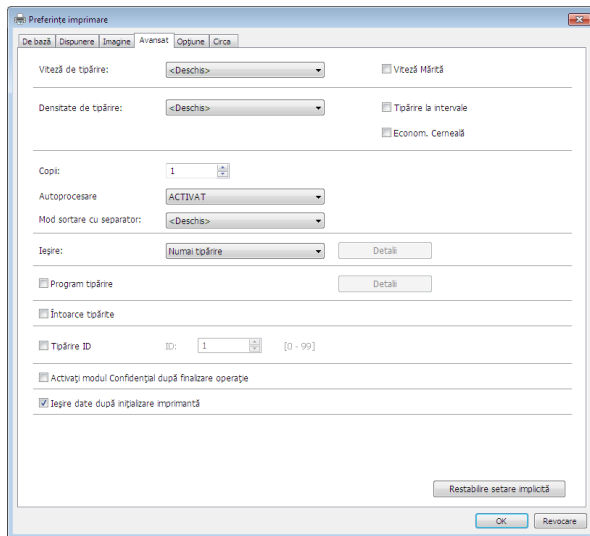 Preferințe imprimare
De bază Dispunere Imagine Avansat Opțiune Circa
Viteză de tipărire: <Deschis> Viteză Mărită
Densitate de tipărire: <Deschis> Tipărire la intervale
Econom. Cerneală
Copii: 1
Autoprocesare ACTIVAT
Mod sortare cu separator: <Deschis>
Ieșire: Numai tipărire Detalii
Program tipărire Detalii
Întoarce tipărite
Tipărire ID ID: 1 [0 - 99]
Activați modul Confidențial după finalizare operație
Ieșire date după inițializare imprimantă
Restabilire setare implicită
OK Revocare